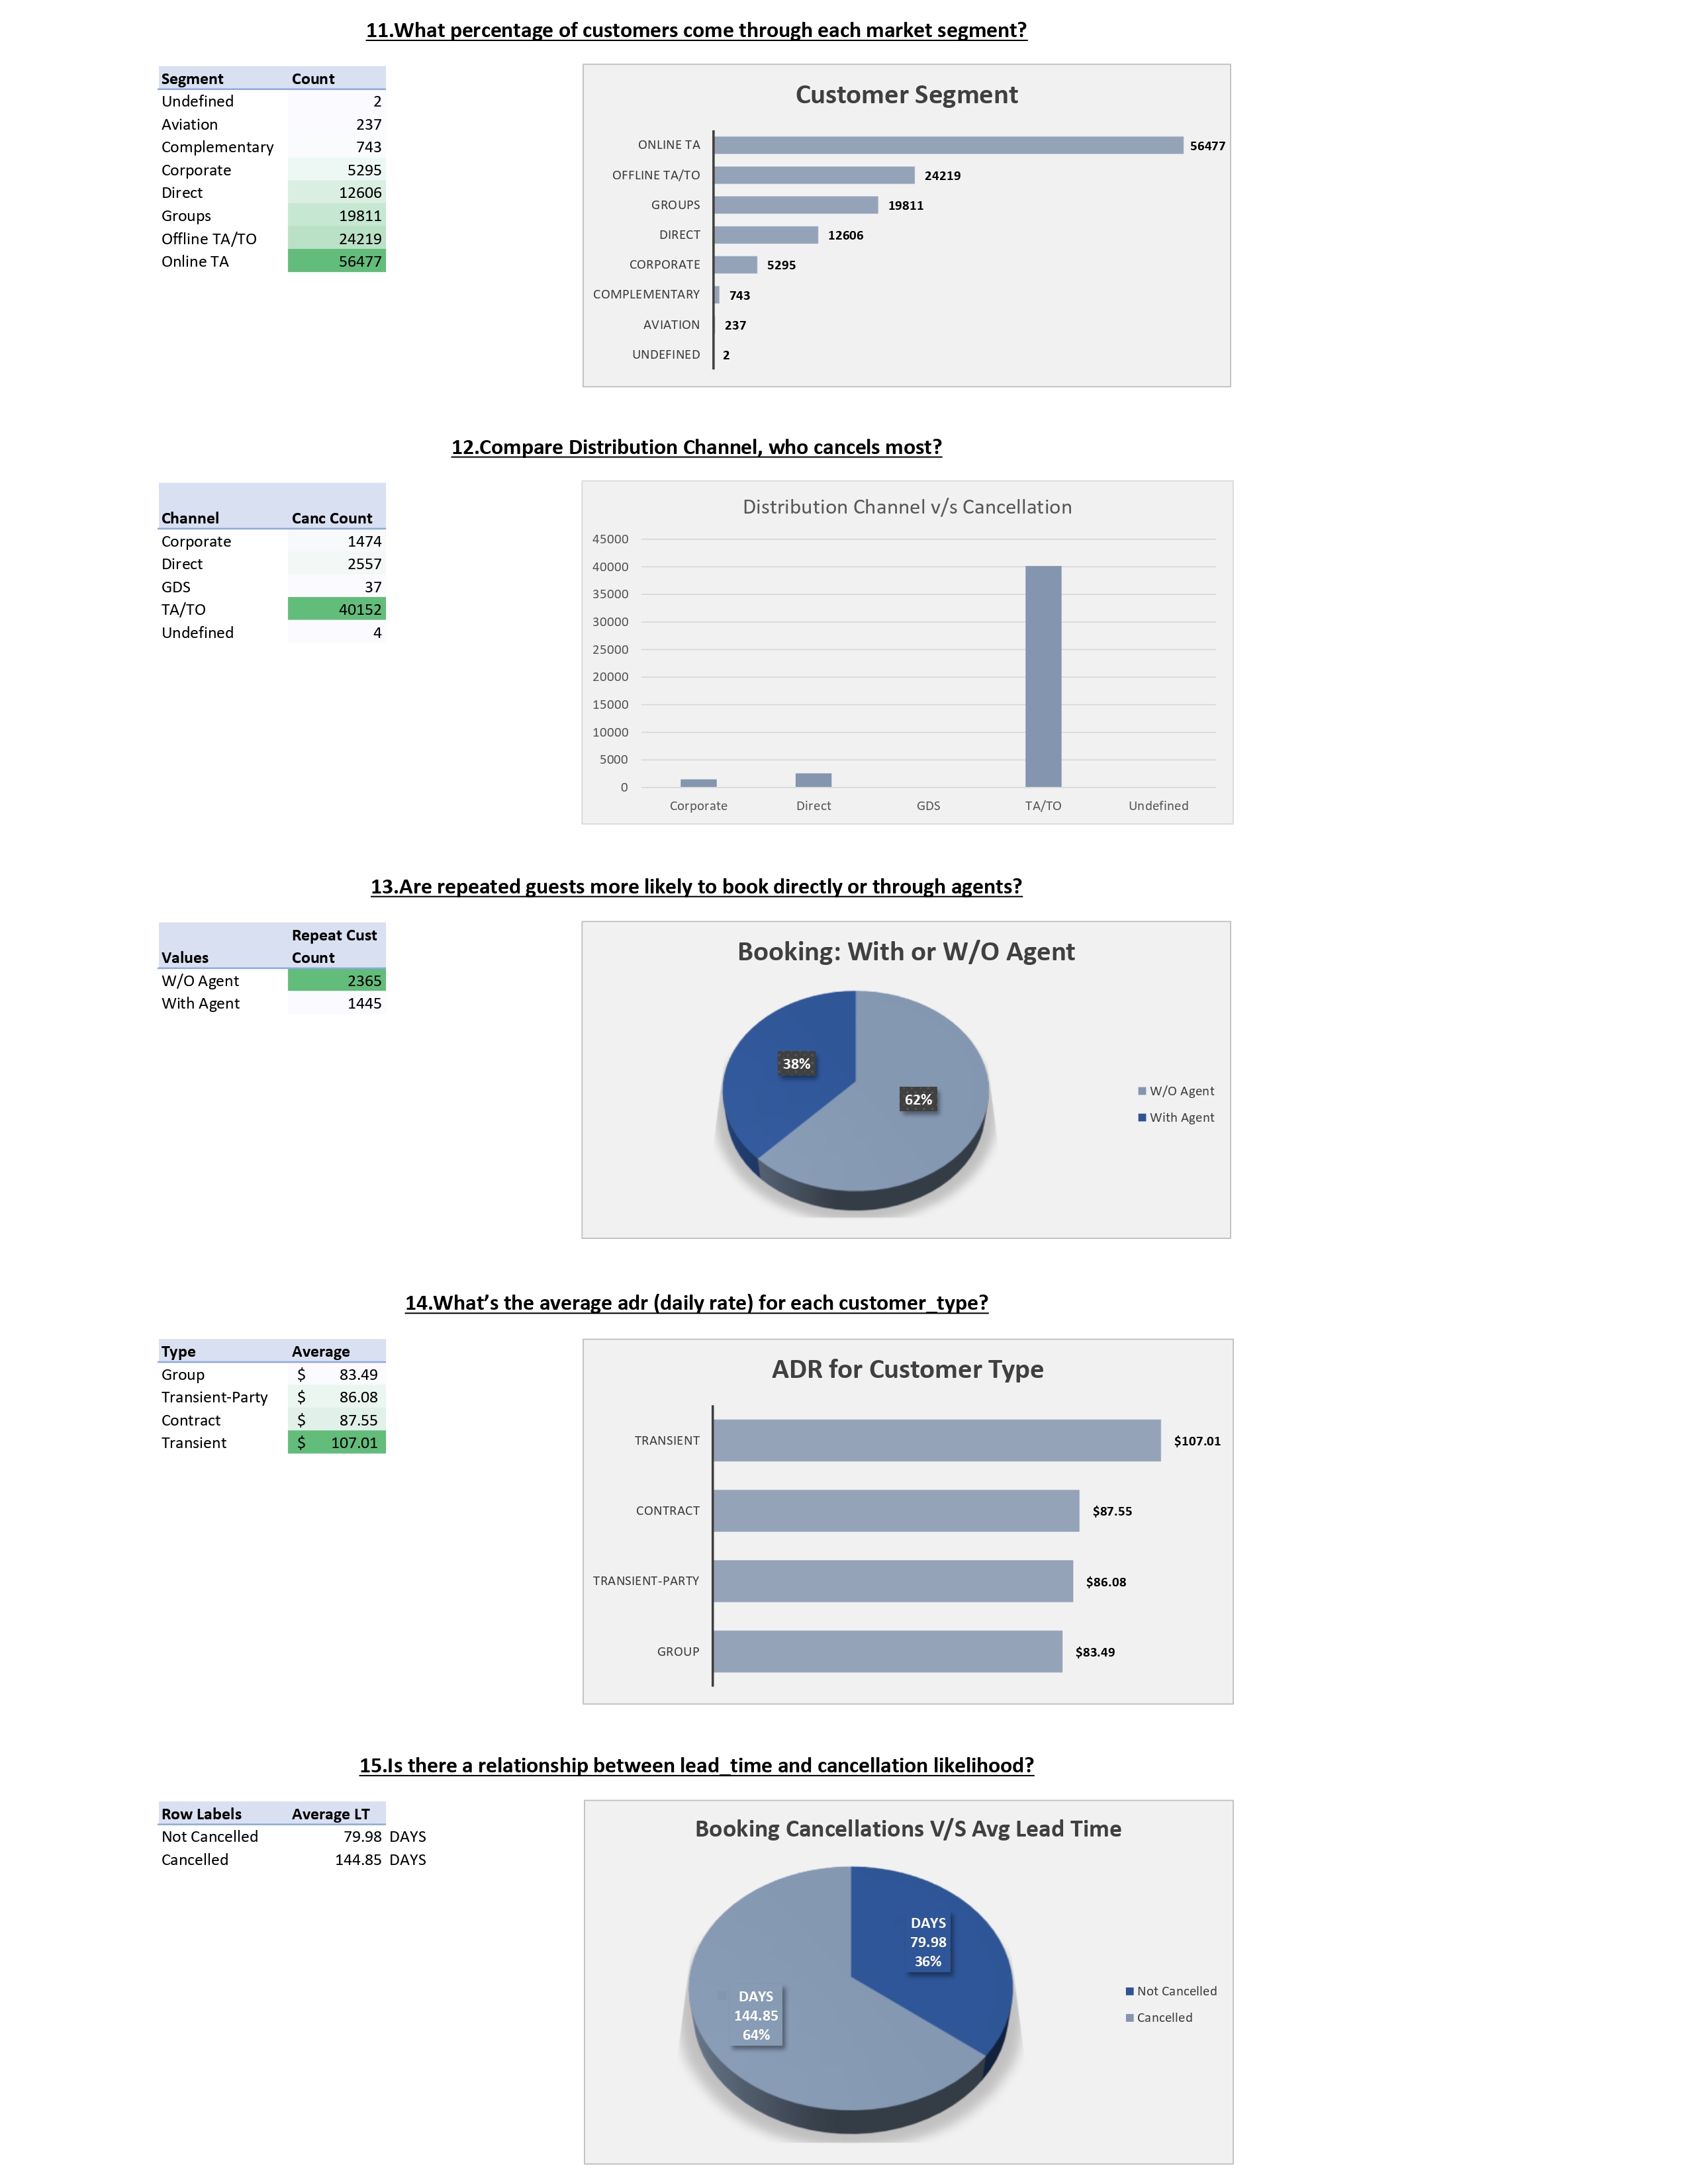 11.What percentage of customers come through each market segment?
Segment Count
Undefined 2
Aviation 237
Complementary 743
Corporate 5295
Direct 12606
Groups 19811
Offline TA/TO 24219
Online TA 56477
Customer Segment
ONLINE TA 56477
OFFLINE TA/TO 24219
GROUPS 19811
DIRECT 12606
CORPORATE 5295
COMPLEMENTARY 743
AVIATION 237
UNDEFINED 2
12.Compare Distribution Channel, who cancels most?
Channel Canc Count
Corporate 1474
Direct 2557
GDS 37
TA/TO 40152
Undefined 4
Distribution Channel v/s Cancellation
45000
40000
35000
30000
25000
20000
15000
10000
5000
0
Corporate Direct GDS TA/TO Undefined
13.Are repeated guests more likely to book directly or through agents?
Repeat Cust
Values Count
W/O Agent 2365
With Agent 1445
Booking: With or W/O Agent
38%
62%
W/O Agent
With Agent
14.What’s the average adr (daily rate) for each customer_type?
Type Average
Group $ 83.49
Transient-Party $ 86.08
Contract $ 87.55
Transient $ 107.01
ADR for Customer Type
TRANSIENT $107.01
CONTRACT $87.55
TRANSIENT-PARTY $86.08
GROUP $83.49
15.Is there a relationship between lead_time and cancellation likelihood?
Row Labels Average LT
Not Cancelled 79.98 DAYS
Cancelled 144.85 DAYS
Booking Cancellations V/S Avg Lead Time
DAYS
79.98
36%
DAYS
144.85
64%
Not Cancelled
Cancelled